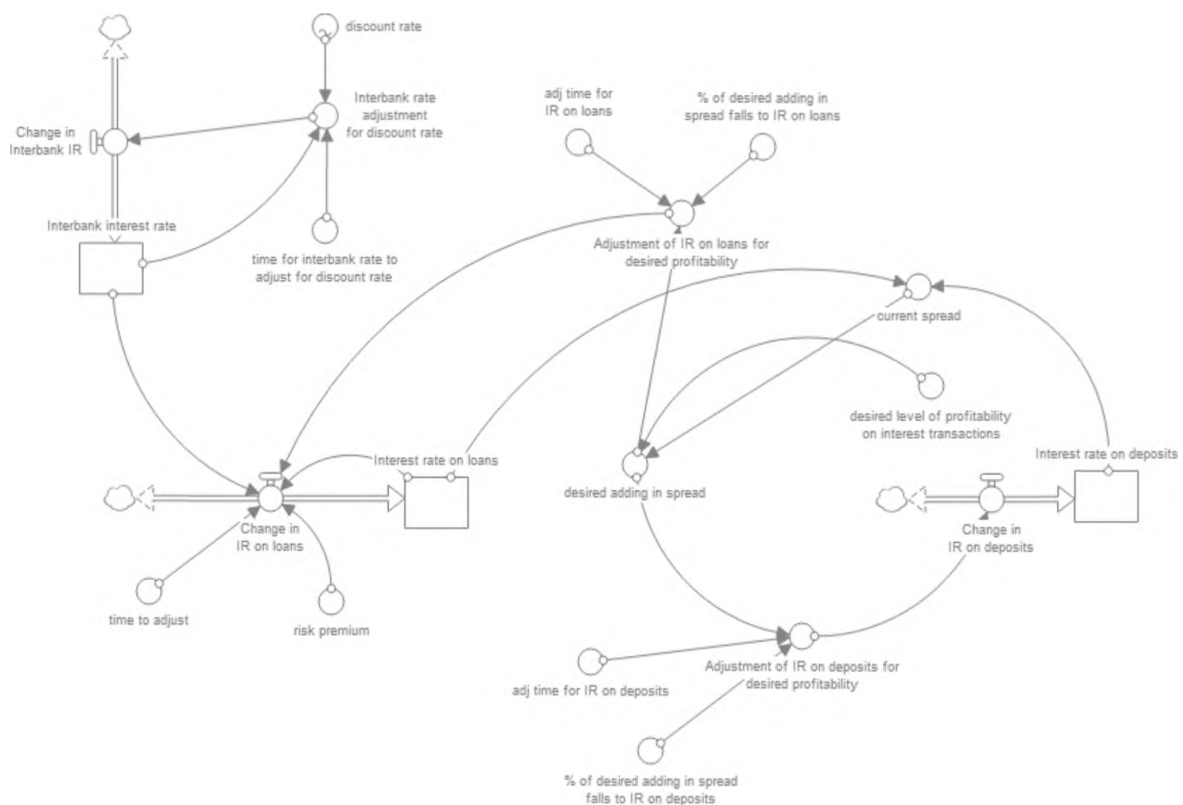 discount rate
Interbank rate
adjustment
for discount rate
Change in
Interbank IR
adj time for
IR on loans
% of desired adding in
spread falls to IR on loans
Interbank interest rate
time for interbank rate to
adjust for discount rate
Adjustment of IR on loans for
desired profitability
current spread
desired level of profitability
on interest transactions
Interest rate on loans
Interest rate on deposits
desired adding in spread
Change in
IR on loans
Change in
IR on deposits
time to adjust
risk premium
Adjustment of IR on deposits for
desired profitability
adj time for IR on deposits
% of desired adding in spread
falls to IR on deposits